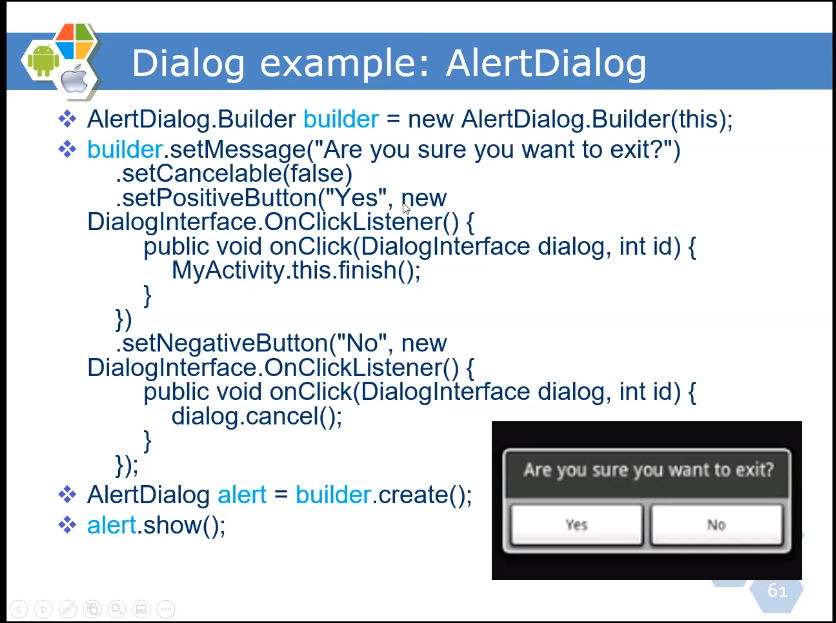 Dialog example: AlertDialog
AlertDialog.Builder builder = new AlertDialog.Builder(this);
builder.setMessage("Are you sure you want to exit?")
.setCancelable(false)
.setPositiveButton("Yes", new
DialogInterface.OnClickListener() {
public void onClick(DialogInterface dialog, int id) {
MyActivity.this.finish();
}
})
.setNegativeButton("No", new
DialogInterface.OnClickListener() {
public void onClick(DialogInterface dialog, int id) {
dialog.cancel();
}
});
AlertDialog alert = builder.create();
alert.show();
Are you sure you want to exit?
Yes
No
61